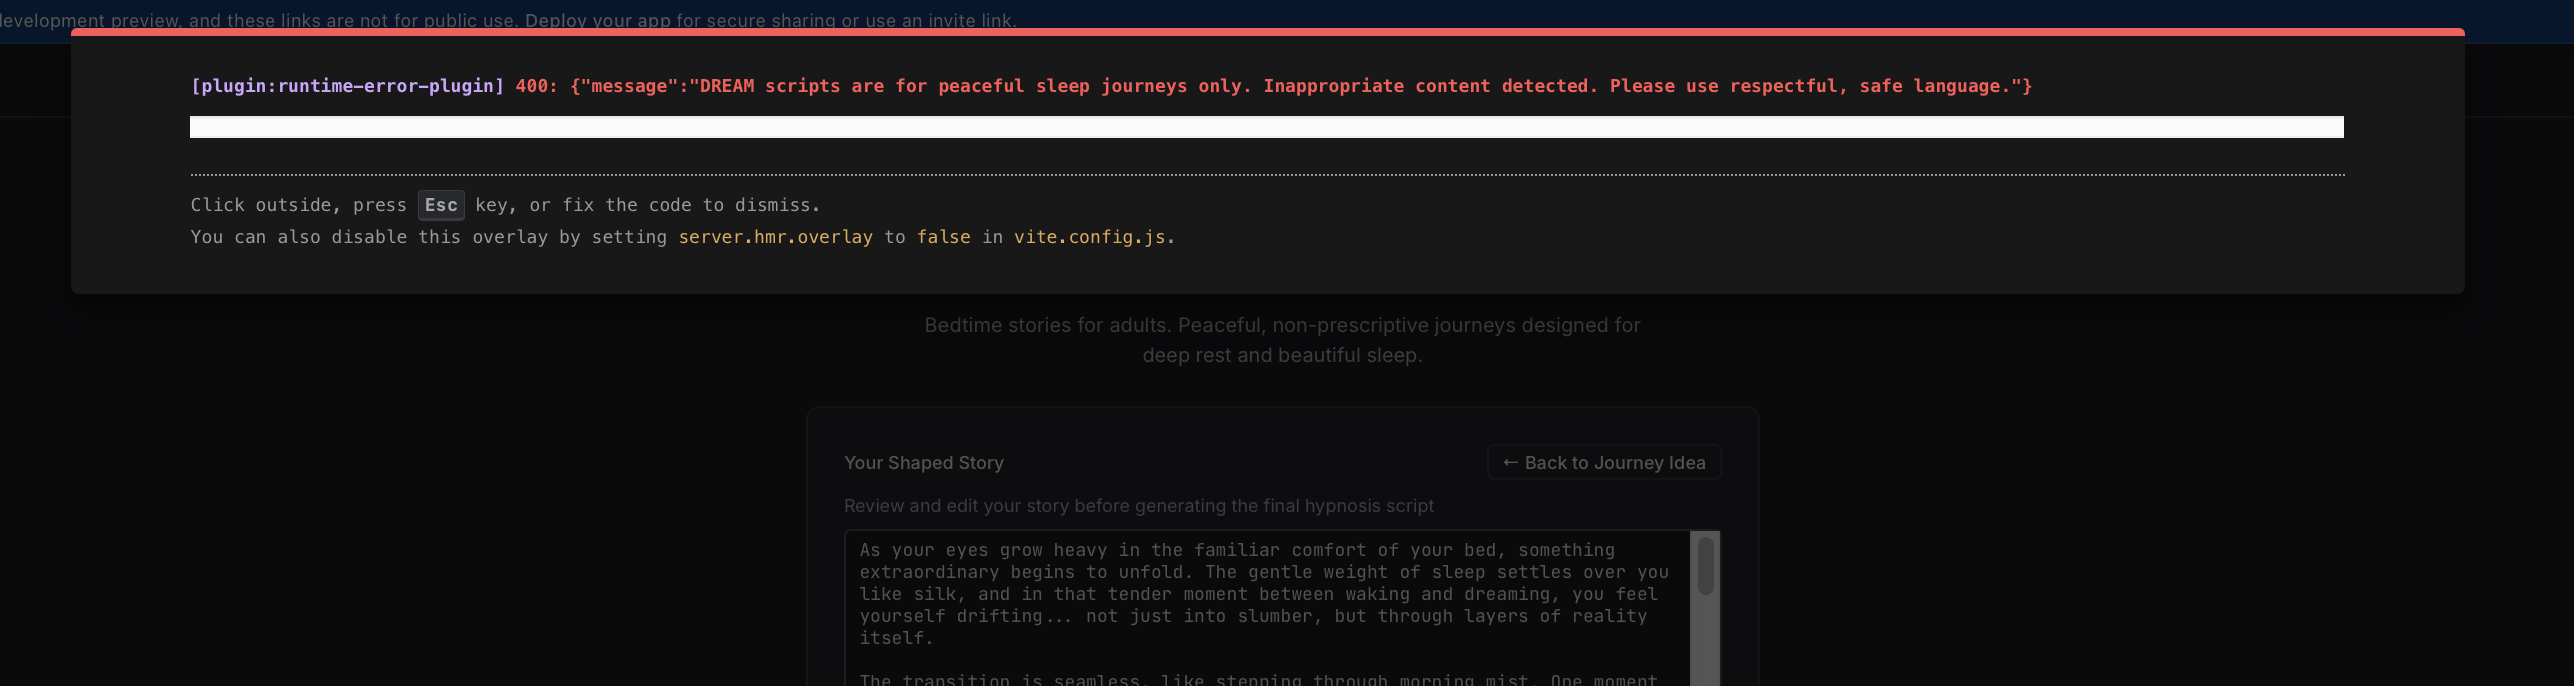 development preview, and these links are not for public use. Deploy your app for secure sharing or use an invite link.
[plugin:runtime-error-plugin] 400: {"message":"DREAM scripts are for peaceful sleep journeys only. Inappropriate content detected. Please use respectful, safe language."}
Click outside, press Esc key, or fix the code to dismiss.
You can also disable this overlay by setting server.hmr.overlay to false in vite.config.js.
Bedtime stories for adults. Peaceful, non-prescriptive journeys designed for
deep rest and beautiful sleep.
Your Shaped Story
← Back to Journey Idea
Review and edit your story before generating the final hypnosis script
As your eyes grow heavy in the familiar comfort of your bed, something
extraordinary begins to unfold. The gentle weight of sleep settles over you
like silk, and in that tender moment between waking and dreaming, you feel
yourself drifting... not just into slumber, but through layers of reality
itself.
The transition is seamless, like stepping through morning mist. One moment